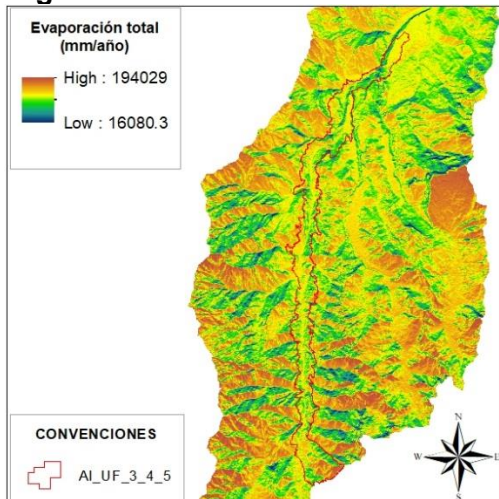 Evaporación total
(mm/año)
High : 194029
Low : 16080.3
CONVENCIONES
AI_UF_3_4_5
N
W
E
S